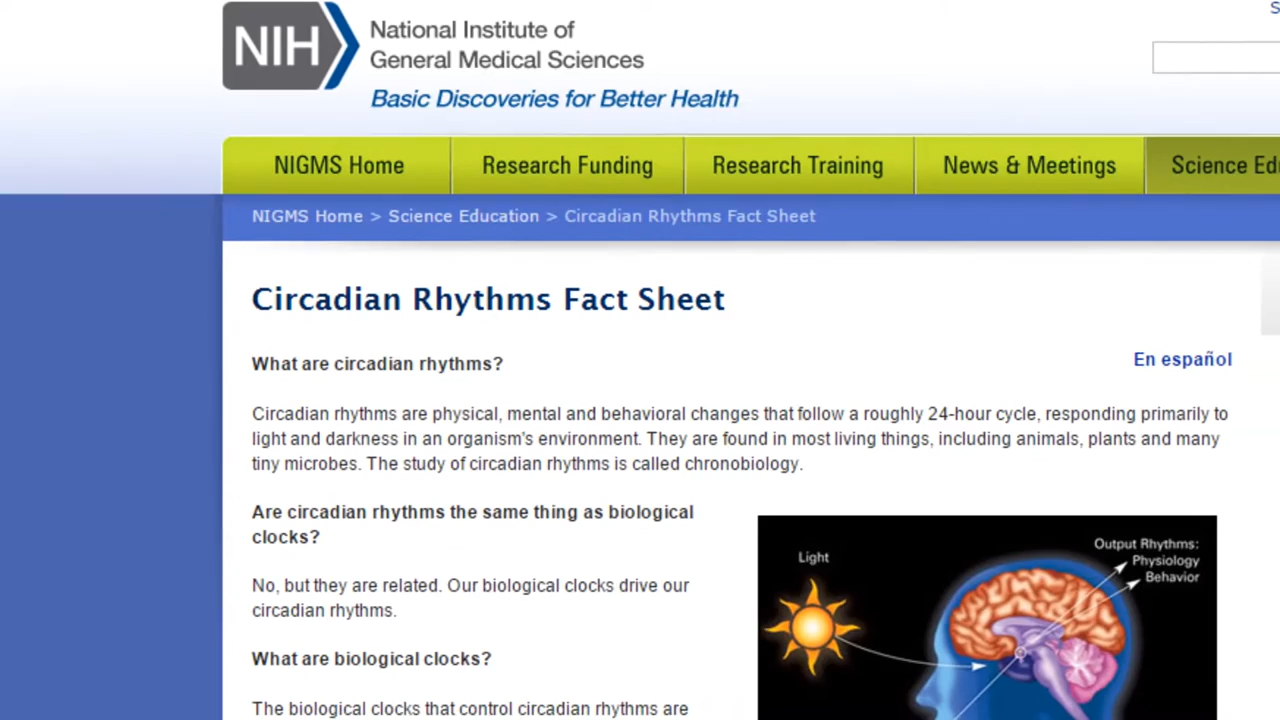 NIH
National Institute of
General Medical Sciences
Basic Discoveries for Better Health
NIGMS Home
Research Funding
Research Training
News & Meetings
Science Ed
NIGMS Home > Science Education > Circadian Rhythms Fact Sheet
Circadian Rhythms Fact Sheet
What are circadian rhythms?
En español
Circadian rhythms are physical, mental and behavioral changes that follow a roughly 24-hour cycle, responding primarily to
light and darkness in an organism's environment. They are found in most living things, including animals, plants and many
tiny microbes. The study of circadian rhythms is called chronobiology.
Are circadian rhythms the same thing as biological
clocks?
No, but they are related. Our biological clocks drive our
circadian rhythms.
What are biological clocks?
The biological clocks that control circadian rhythms are
Light
Output Rhythms:
Physiology
Behavior